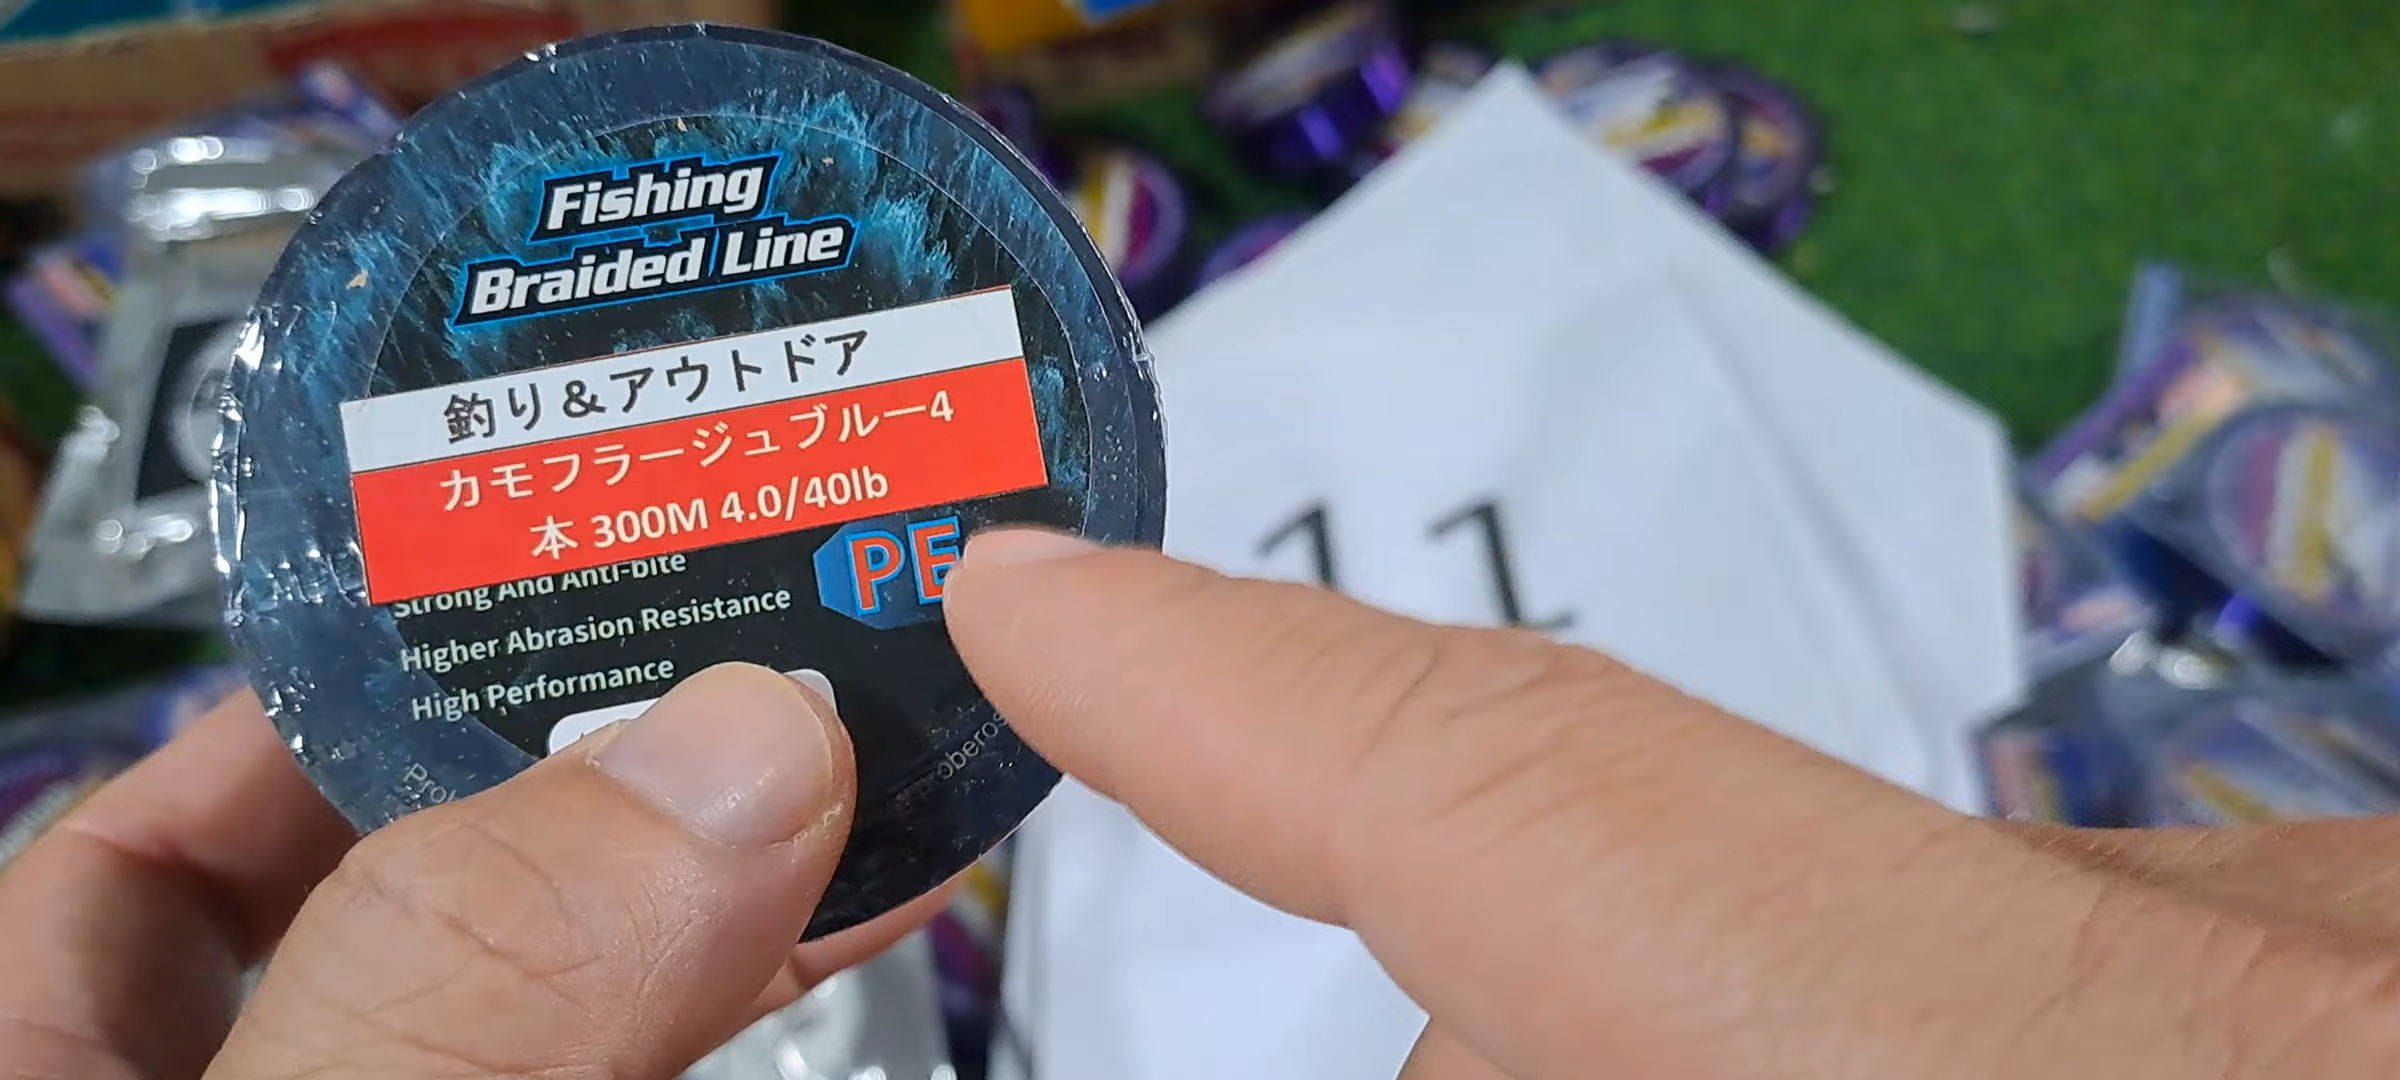 Fishing
Braided Line
釣り&アウトドア
カモフラージュブルー4
本 300M 4.0/40lb
PE
Strong And Anti-bite
Higher Abrasion Resistance
High Performance
11